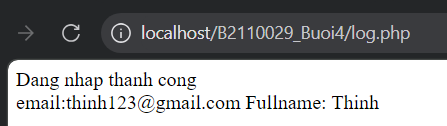 localhost/B2110029_Buoi4/log.php
Dang nhap thanh cong
email:thinh123@gmail.com Fullname: Thinh